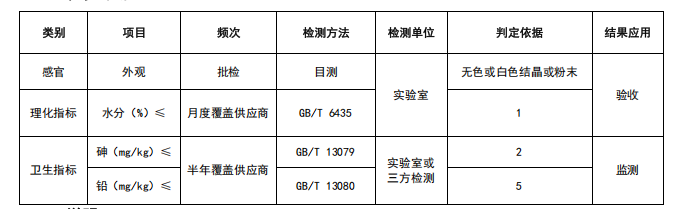 类别 项目 频次 检测方法 检测单位 判定依据 结果应用
感官 外观 批检 目测 实验室 无色或白色结晶或粉末 验收
理化指标 水分（%）≤ 月度覆盖供应商 GB/T 6435 1
卫生指标 砷（mg/kg）≤ 半年覆盖供应商 GB/T 13079 实验室或 2 监测
三方检测
铅（mg/kg）≤ GB/T 13080 5